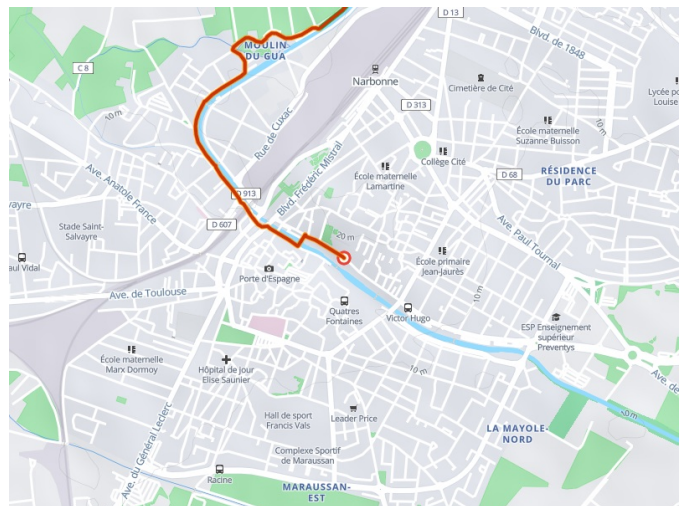 D 13
Blvd. de 1848
MOULIN
DU GUA
C 8
Narbonne
Cimetière de Cité
Lycée po
Louise
10 m
D 313
Rue de Cuxac
École maternelle
Suzanne Buisson
10 m
Collège Cité
École maternelle
Lamartine
D 68
RÉSIDENCE
DU PARC
Ave. Anatole France
Blvd. Frédéric Mistral
D 913
vayre
Stade Saint-
Salvayre
D 607
20 m
Ave. Paul Tournal
École primaire
Jean-Jaurès
aul Vidal
Porte d'Espagne
Ave. de Toulouse
10 m
Quatres
Fontaines
Victor Hugo
ESP Enseignement
supérieur
Preventys
École maternelle
Marx Dormoy
Hôpital de jour
Elise Saunier
10 m
Ave. de
Hall de sport
Francis Vals
Leader Price
10 m
LA MAYOLE-
NORD
Ave. du Général Leclerc
Complexe Sportif
de Maraussan
Racine
MARAUSSAN-
EST